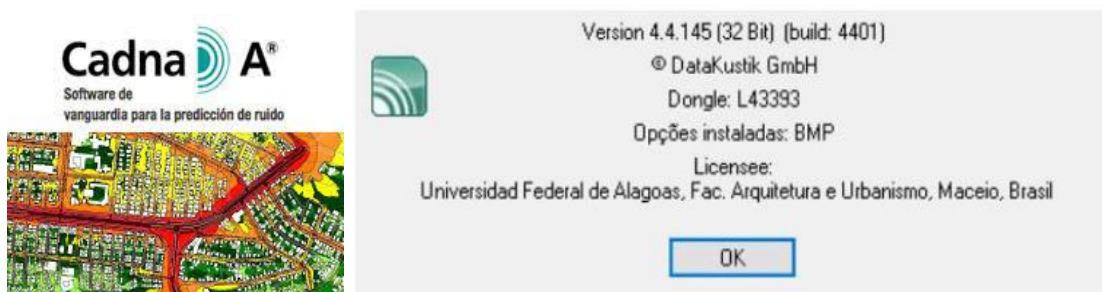 Cadna A®
Software de
vanguardia para la predicción de ruido
Version 4.4.145 (32 Bit) (build: 4401)
© DataKustik GmbH
Dongle: L43393
Opções instaladas: BMP
Licensee:
Universidad Federal de Alagoas, Fac. Arquitetura e Urbanismo, Maceio, Brasil
OK